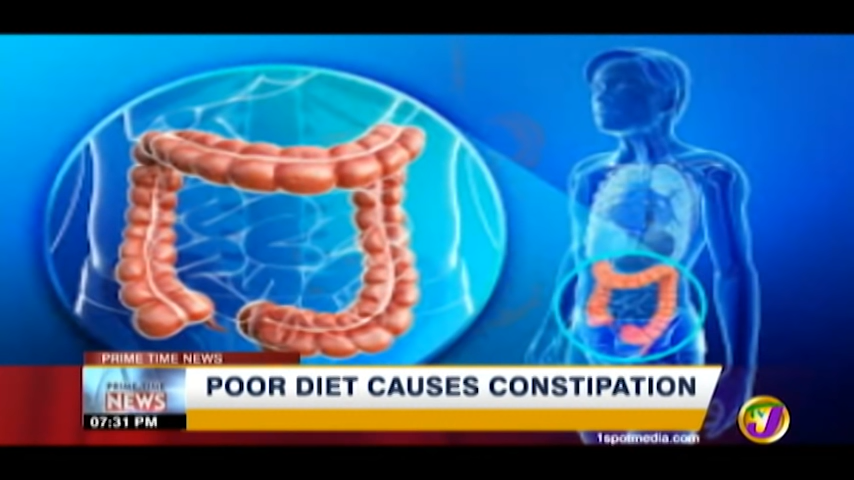 PRIME TIME NEWS
POOR DIET CAUSES CONSTIPATION
PRIME TIME
NEWS
07:31 PM
1spotmedia.com